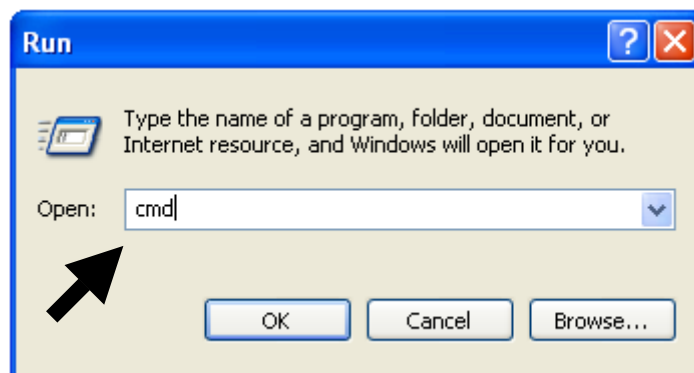 Run
Type the name of a program, folder, document, or
Internet resource, and Windows will open it for you.
Open: cmd
OK Cancel Browse...